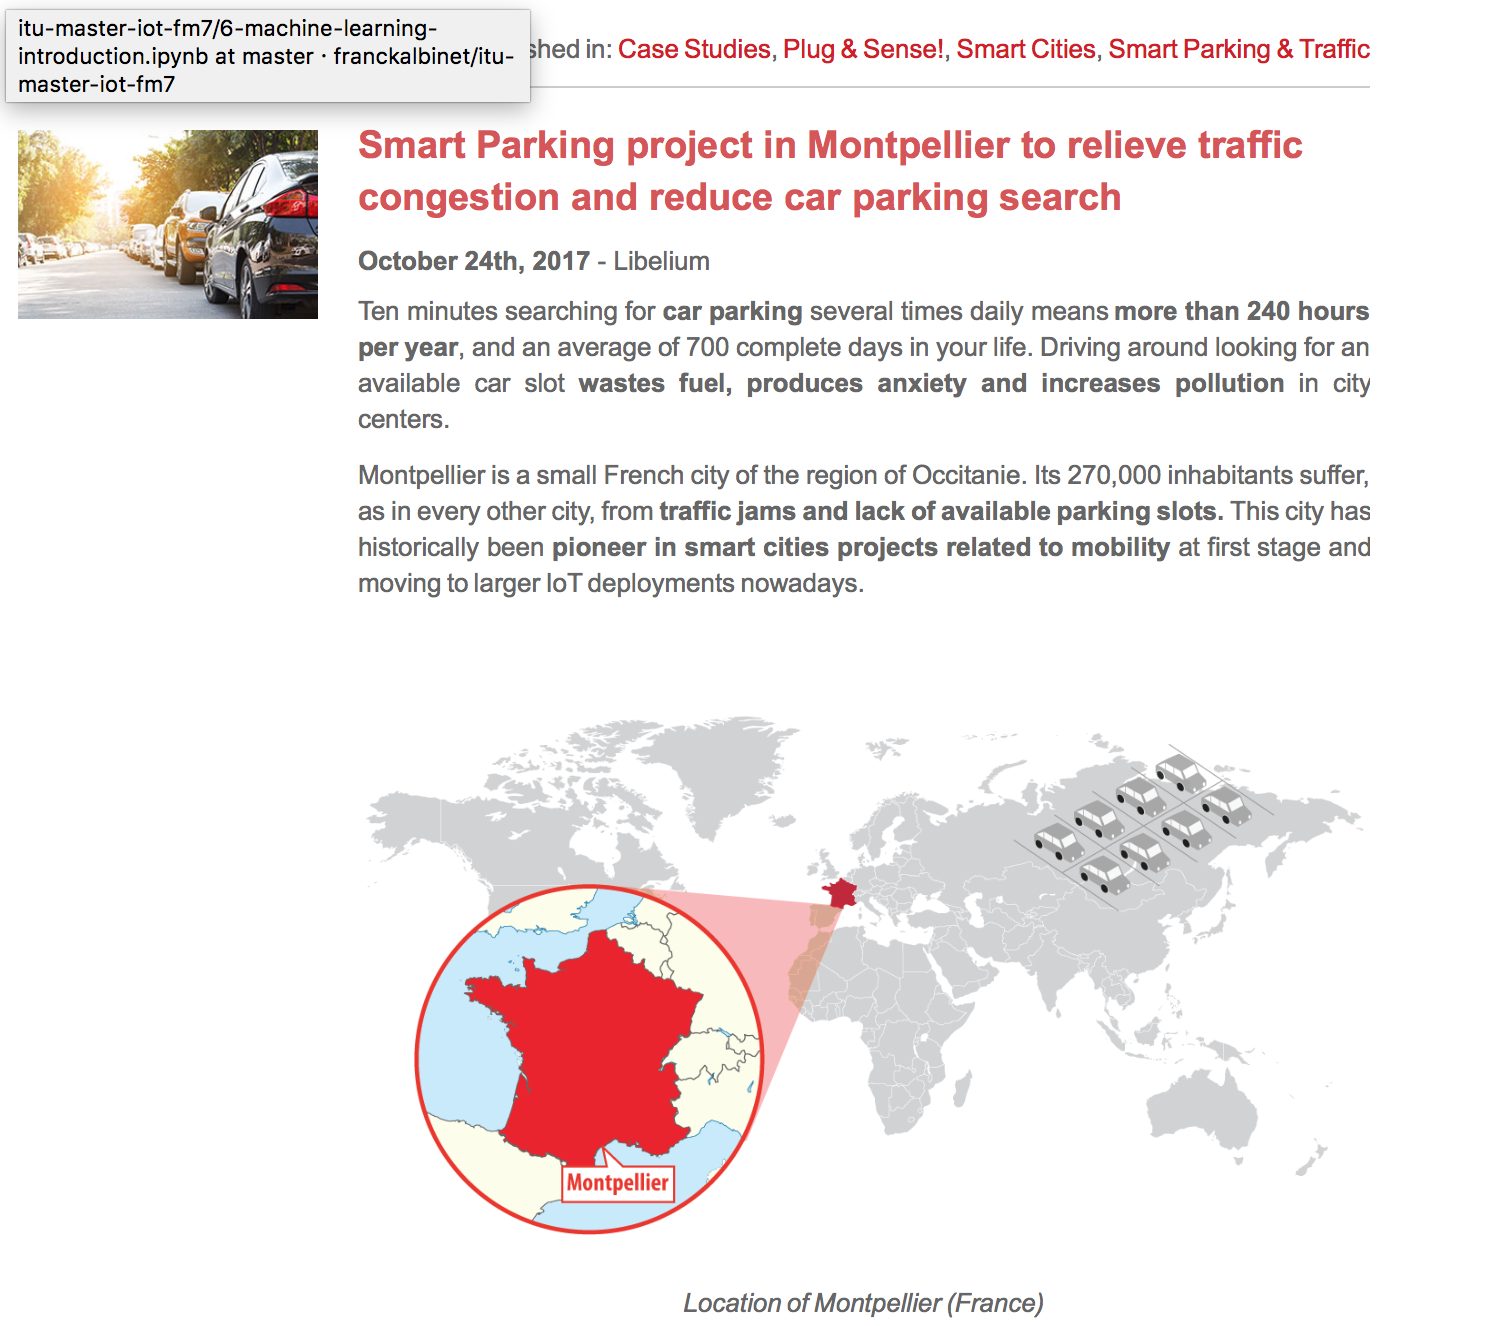 itu-master-iot-fm7/6-machine-learning-
introduction.ipynb at master · franckalbinet/itu-
master-iot-fm7
shed in: Case Studies, Plug & Sense!, Smart Cities, Smart Parking & Traffic
Smart Parking project in Montpellier to relieve traffic
congestion and reduce car parking search
October 24th, 2017 - Libelium
Ten minutes searching for car parking several times daily means more than 240 hours
per year, and an average of 700 complete days in your life. Driving around looking for an
available car slot wastes fuel, produces anxiety and increases pollution in city
centers.
Montpellier is a small French city of the region of Occitanie. Its 270,000 inhabitants suffer,
as in every other city, from traffic jams and lack of available parking slots. This city has
historically been pioneer in smart cities projects related to mobility at first stage and
moving to larger IoT deployments nowadays.
Montpellier
Location of Montpellier (France)